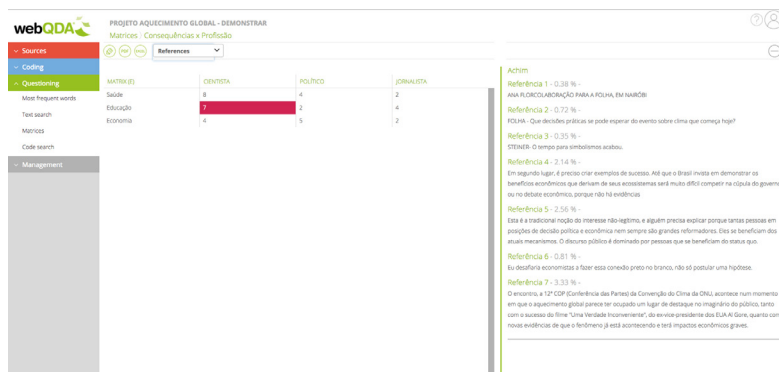 webQDA
PROJETO AQUECIMENTO GLOBAL - DEMONSTRAR
Matrices | Consequências x Profissão
Sources
Coding
Questioning
Most frequent words
Text search
Matrices
Code search
Management
References
MATRIX (E) CIENTISTA POLÍTICO JORNALISTA
Saúde 8 4 2
Educação 7 2 4
Economia 4 5 2
Achim
Referência 1 - 0.38 % -
ANA FLORCOLABORAÇÃO PARA A FOLHA, EM NAIRÓBI
Referência 2 - 0.72 % -
FOLHA - Que decisões práticas se pode esperar do evento sobre clima que começa hoje?
Referência 3 - 0.35 % -
STEINER- O tempo para simbolismos acabou.
Referência 4 - 2.14 % -
Em segundo lugar, é preciso criar exemplos de sucesso. Até que o Brasil invista em demonstrar os
benefícios econômicos que derivam de seus ecossistemas será muito difícil competir na cúpula do govern
ou no debate econômico, porque não há evidências
Referência 5 - 2.56 % -
Esta é a tradicional noção do interesse não-legítimo, e alguém precisa explicar porque tantas pessoas em
posições de decisão política e econômica nem sempre são grandes reformadores. Eles se beneficiam dos
atuais mecanismos. O discurso público é dominado por pessoas que se beneficiam do status quo.
Referência 6 - 0.81 % -
Eu desafiaria economistas a fazer essa conexão preto no branco, não só postular uma hipótese.
Referência 7 - 3.33 % -
O encontro, a 12ª COP (Conferência das Partes) da Convenção do Clima da ONU, acontece num momento
em que o aquecimento global parece ter ocupado um lugar de destaque no imaginário do público, tanto
com o sucesso do filme "Uma Verdade Inconveniente", do ex-vice-presidente dos EUA Al Gore, quanto con
novas evidências de que o fenômeno já está acontecendo e terá impactos econômicos graves.